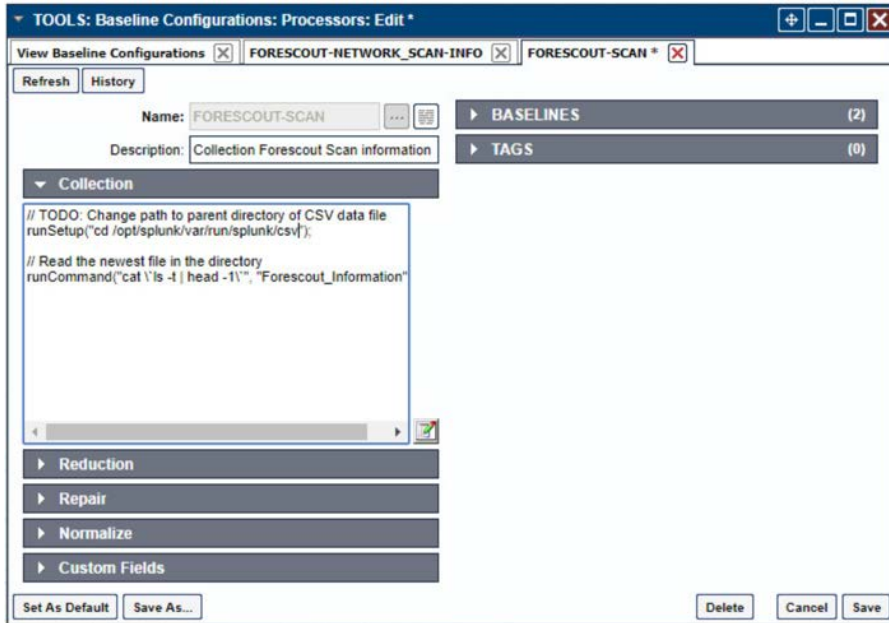 TOOLS: Baseline Configurations: Processors: Edit *
View Baseline Configurations FORESCOUT-NETWORK_SCAN-INFO FORESCOUT-SCAN *
Refresh History
Name: FORESCOUT-SCAN ...
Description: Collection Forescout Scan information
Collection
// TODO: Change path to parent directory of CSV data file
runSetup("cd /opt/splunk/var/run/splunk/csv");
// Read the newest file in the directory
runCommand("cat \`ls -t | head -1\`", "Forescout_Information"
Reduction
Repair
Normalize
Custom Fields
BASELINES (2)
TAGS (0)
Set As Default Save As... Delete Cancel Save